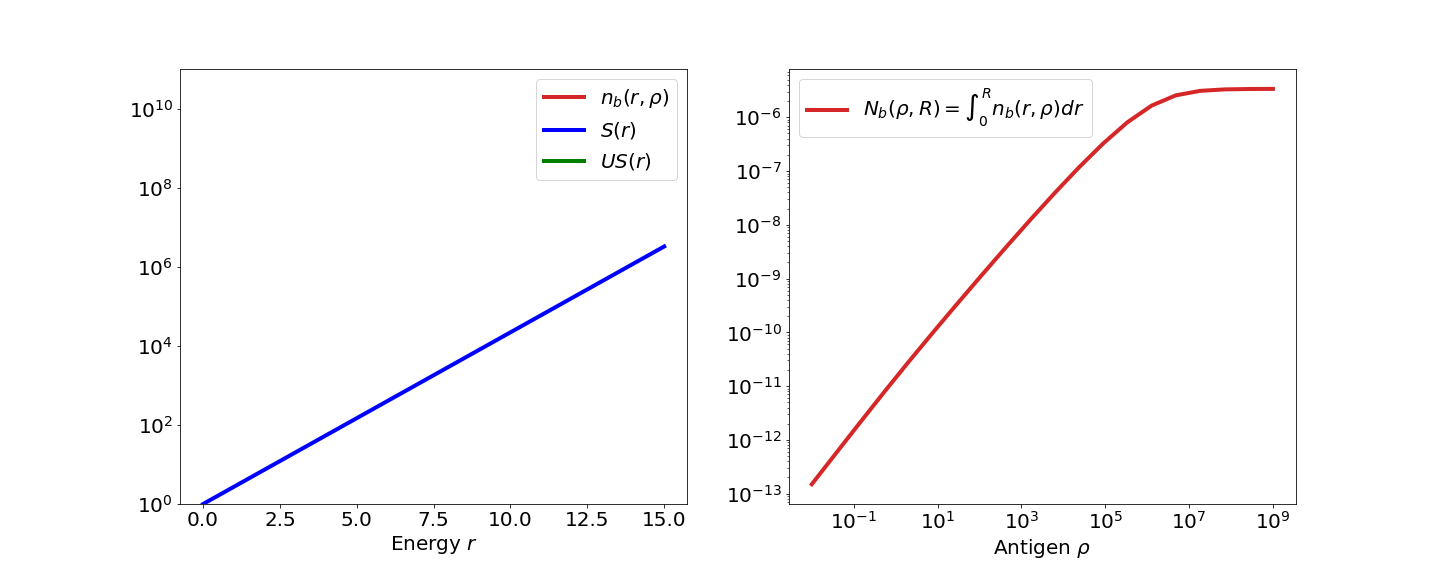 10^10
10^8
10^6
10^4
10^2
10^0
0.0 2.5 5.0 7.5 10.0 12.5 15.0
Energy r
n_b(r, ρ)
S(r)
US(r)
10^−6
10^−7
10^−8
10^−9
10^−10
10^−11
10^−12
10^−13
10^−1 10^1 10^3 10^5 10^7 10^9
Antigen ρ
N_b(ρ, R) = ∫_0^R n_b(r, ρ)dr